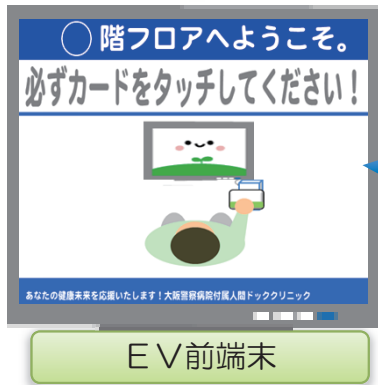 ◯階フロアへようこそ。
必ずカードをタッチしてください！
あなたの健康未来を応援いたします！大阪警察病院付属人間ドッククリニック
ＥＶ前端末